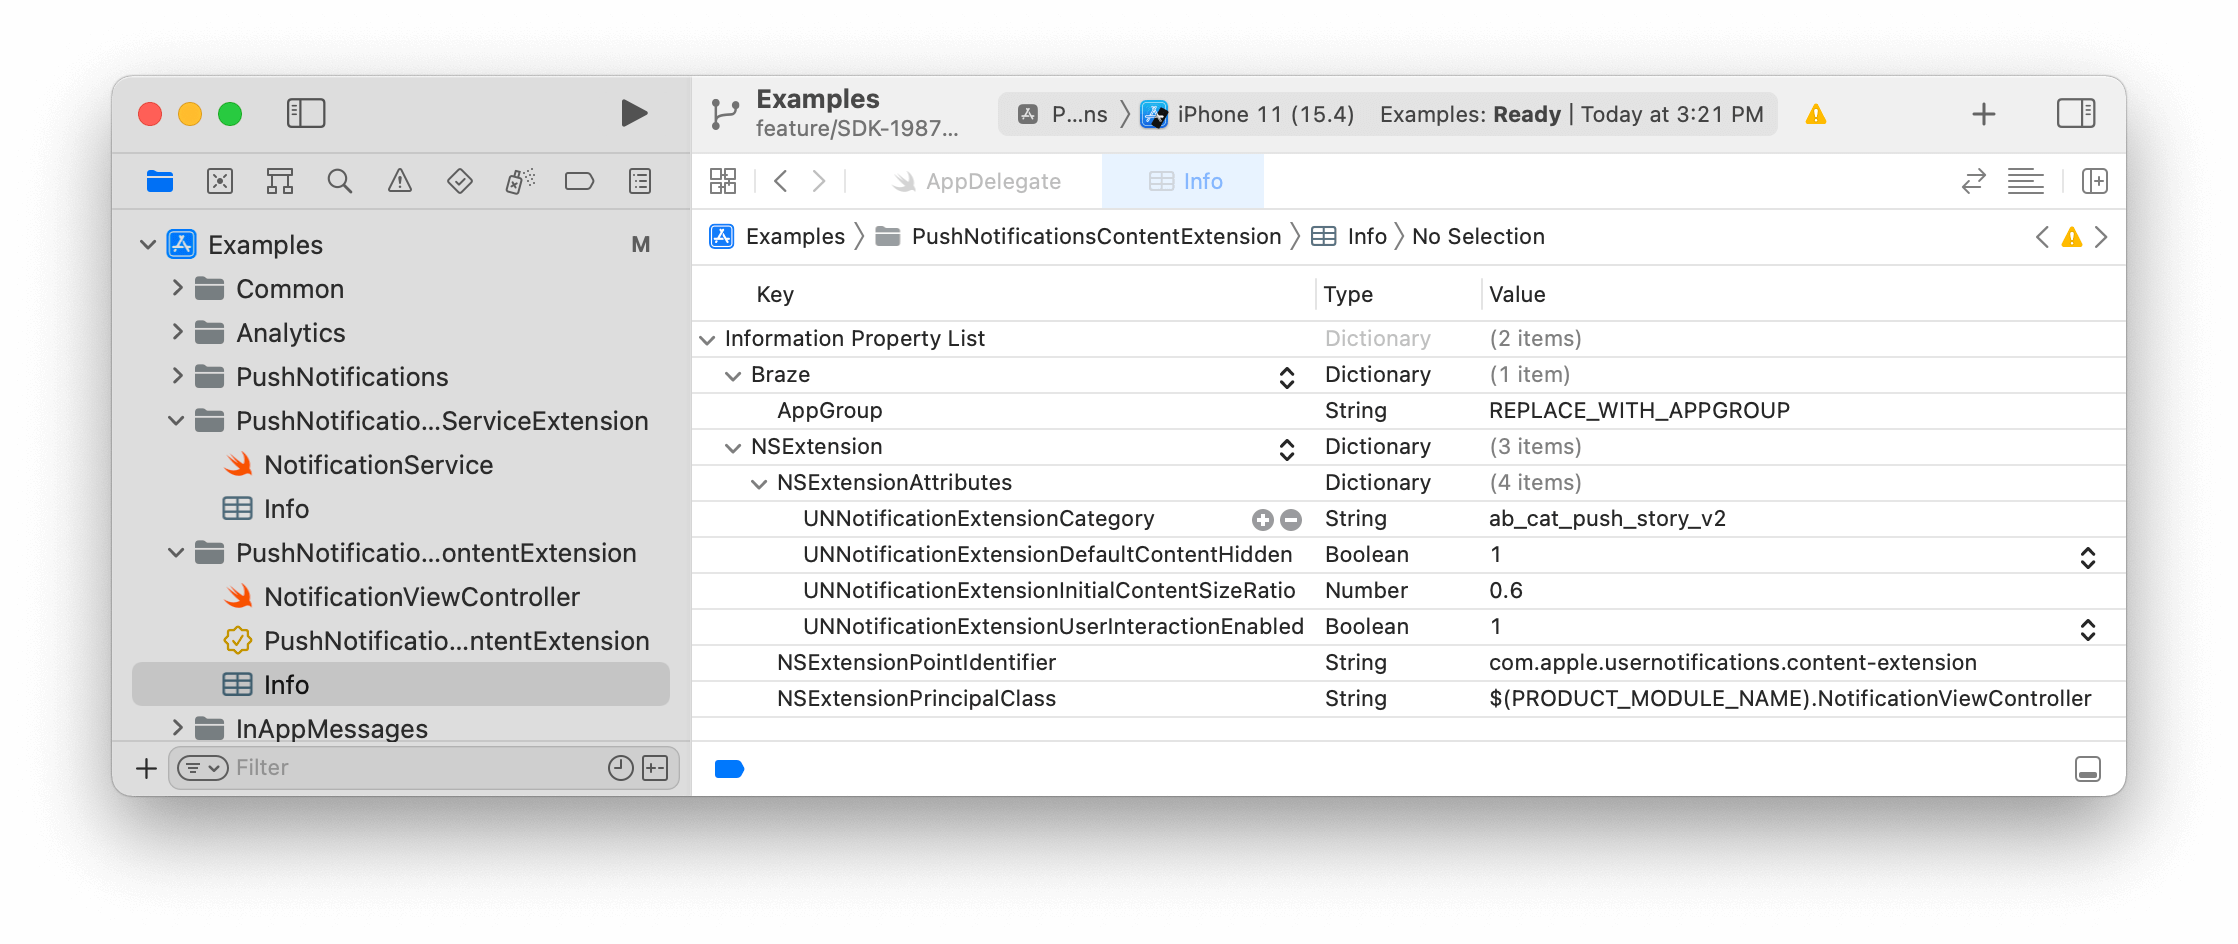 Examples
feature/SDK-1987...
P...ns 〉 iPhone 11 (15.4) Examples: Ready | Today at 3:21 PM
AppDelegate
Info
Examples 〉 PushNotificationsContentExtension 〉 Info 〉 No Selection
Examples M
Common
Analytics
PushNotifications
PushNotificatio...ServiceExtension
NotificationService
Info
PushNotificatio...ontentExtension
NotificationViewController
PushNotificatio...ntentExtension
Info
InAppMessages
Filter
Key Type Value
Information Property List Dictionary (2 items)
Braze Dictionary (1 item)
AppGroup String REPLACE_WITH_APPGROUP
NSExtension Dictionary (3 items)
NSExtensionAttributes Dictionary (4 items)
UNNotificationExtensionCategory String ab_cat_push_story_v2
UNNotificationExtensionDefaultContentHidden Boolean 1
UNNotificationExtensionInitialContentSizeRatio Number 0.6
UNNotificationExtensionUserInteractionEnabled Boolean 1
NSExtensionPointIdentifier String com.apple.usernotifications.content-extension
NSExtensionPrincipalClass String $(PRODUCT_MODULE_NAME).NotificationViewController